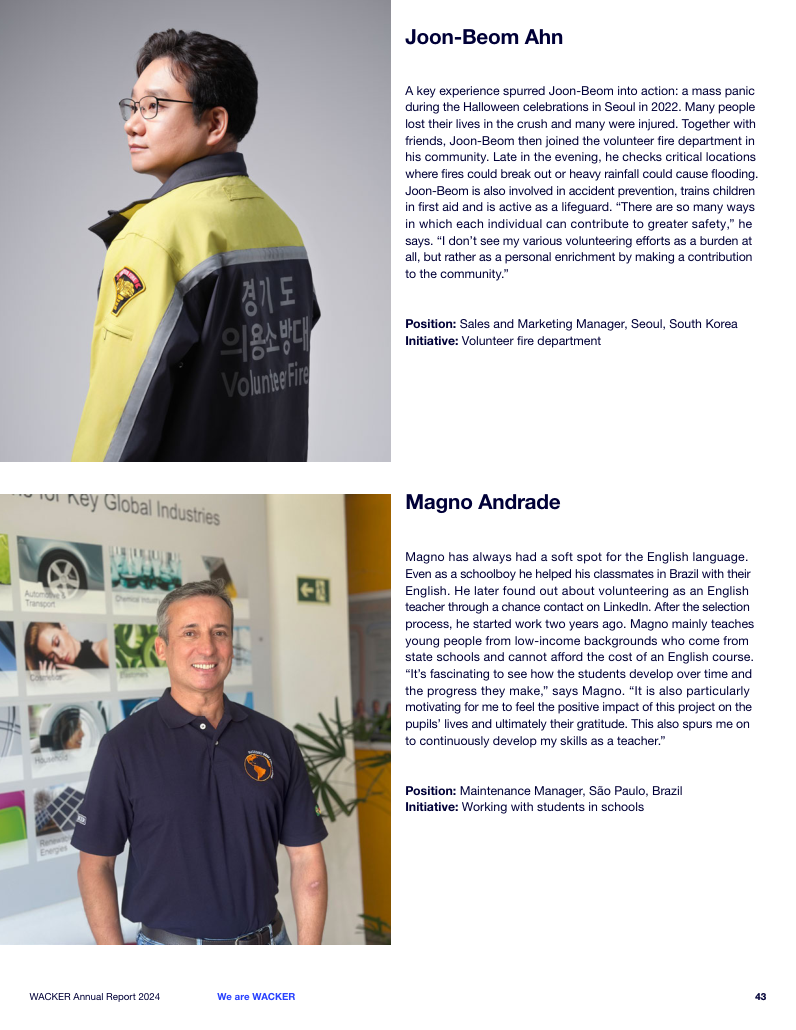 Joon-Beom Ahn
A key experience spurred Joon-Beom into action: a mass panic
during the Halloween celebrations in Seoul in 2022. Many people
lost their lives in the crush and many were injured. Together with
friends, Joon-Beom then joined the volunteer fire department in
his community. Late in the evening, he checks critical locations
where fires could break out or heavy rainfall could cause flooding.
Joon-Beom is also involved in accident prevention, trains children
in first aid and is active as a lifeguard. “There are so many ways
in which each individual can contribute to greater safety,” he
says. “I don’t see my various volunteering efforts as a burden at
all, but rather as a personal enrichment by making a contribution
to the community.”
Position: Sales and Marketing Manager, Seoul, South Korea
Initiative: Volunteer fire department
경기 도
의용소방대
Volunteer Fire
Magno Andrade
Magno has always had a soft spot for the English language.
Even as a schoolboy he helped his classmates in Brazil with their
English. He later found out about volunteering as an English
teacher through a chance contact on LinkedIn. After the selection
process, he started work two years ago. Magno mainly teaches
young people from low-income backgrounds who come from
state schools and cannot afford the cost of an English course.
“It’s fascinating to see how the students develop over time and
the progress they make,” says Magno. “It is also particularly
motivating for me to feel the positive impact of this project on the
pupils’ lives and ultimately their gratitude. This also spurs me on
to continuously develop my skills as a teacher.”
Position: Maintenance Manager, São Paulo, Brazil
Initiative: Working with students in schools
for Key Global Industries
Automotive &
Transport
Chemical Industry
Cosmetics
Household
Renewable
Energies
WACKER Annual Report 2024
We are WACKER
43